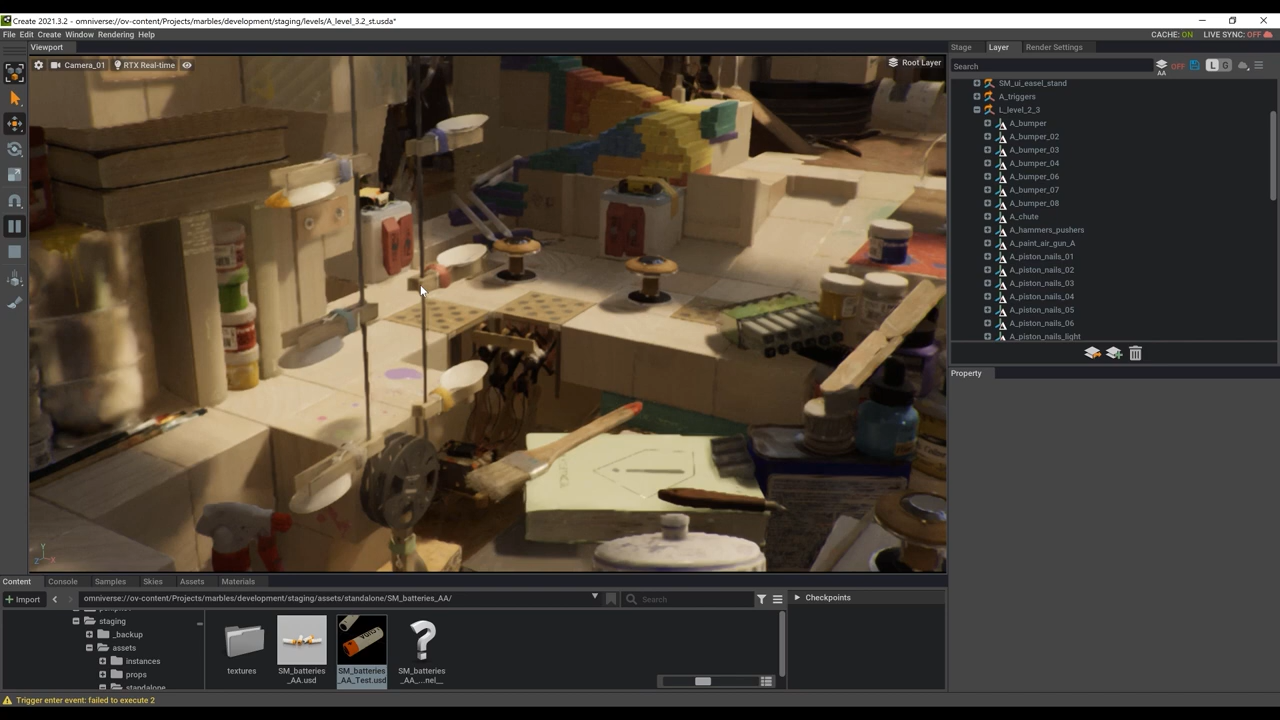 Create 2021.3.2 - omniverse://ov-content/Projects/marbles/development/staging/levels/A_level_3.2_st.usda*
File Edit Create Window Rendering Help
CACHE: ON LIVE SYNC: OFF
Viewport
Stage Layer Render Settings
Camera_01 RTX Real-time
Root Layer
Search
AA OFF L G
SM_ui_easel_stand
A_triggers
L_level_2_3
A_bumper
A_bumper_02
A_bumper_03
A_bumper_04
A_bumper_06
A_bumper_07
A_bumper_08
A_chute
A_hammers_pushers
A_paint_air_gun_A
A_piston_nails_01
A_piston_nails_02
A_piston_nails_03
A_piston_nails_04
A_piston_nails_05
A_piston_nails_06
A_piston_nails_light
Property
Y
Content Console Samples Skies Assets Materials
Import
omniverse://ov-content/Projects/marbles/development/staging/assets/standalone/SM_batteries_AA/
Search
Checkpoints
staging
_backup
assets
instances
props
standalone
textures
SM_batteries
_AA.usd
SM_batteries
_AA_Test.usd
SM_batteries
_AA_...nel__
Trigger enter event: failed to execute 2